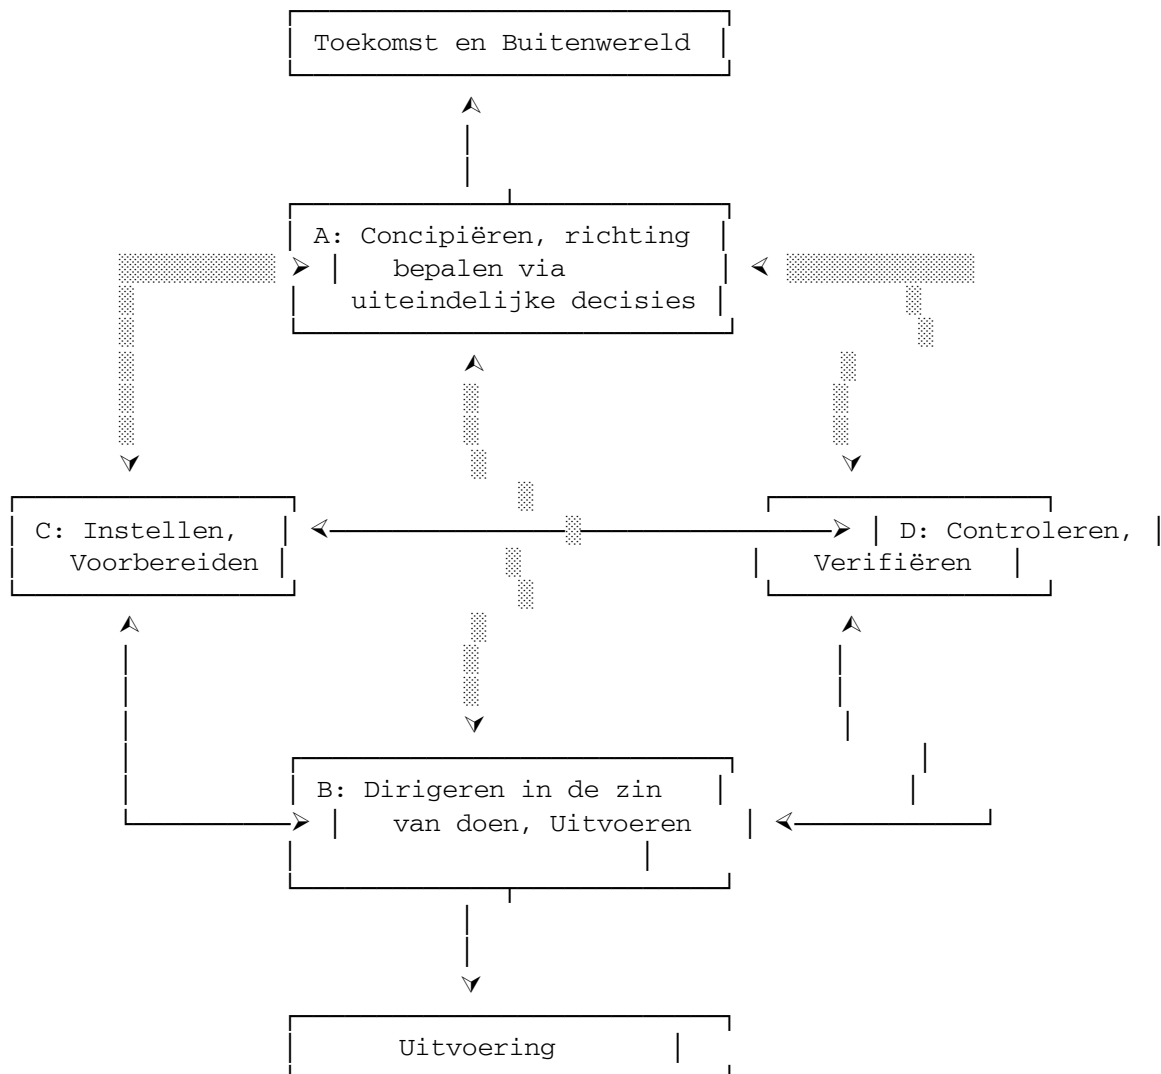 Toekomst en Buitenwereld
A: Concipiëren, richting
bepalen via
uiteindelijke decisies
C: Instellen,
Voorbereiden
D: Controleren,
Verifiëren
B: Dirigeren in de zin
van doen, Uitvoeren
Uitvoering